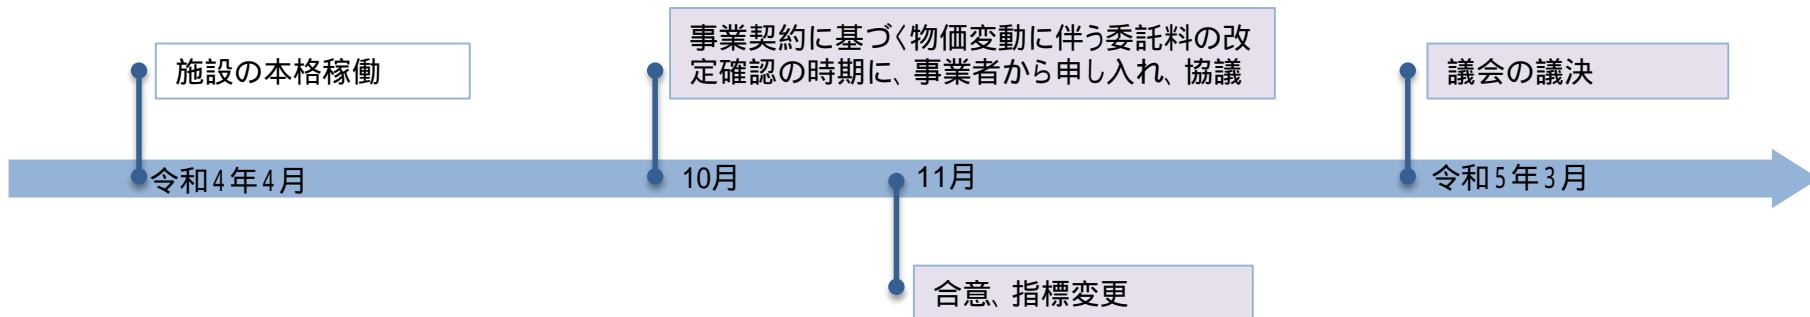 施設の本格稼働
事業契約に基づく物価変動に伴う委託料の改
定確認の時期に、事業者から申し入れ、協議
議会の議決
令和4年4月
10月
11月
令和5年3月
合意、指標変更